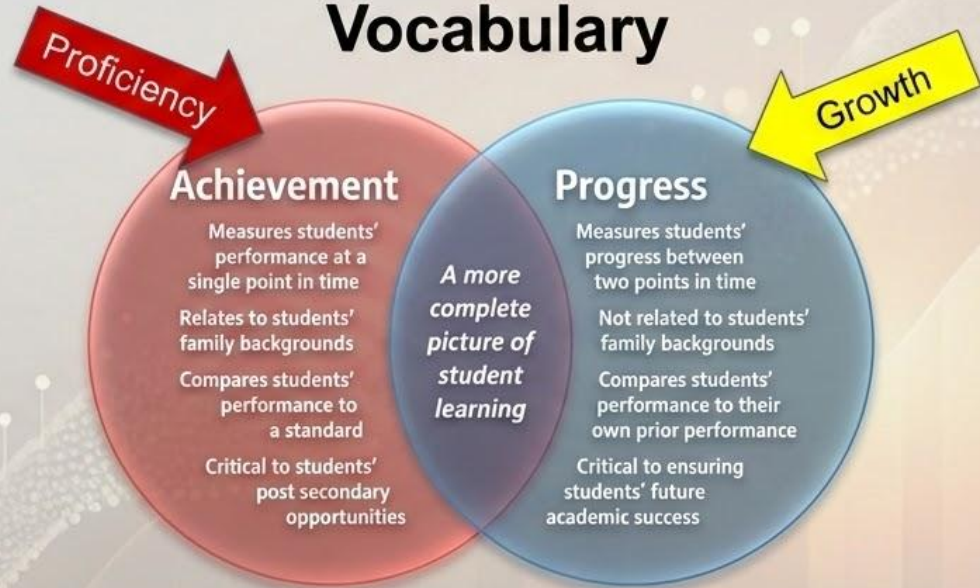 Vocabulary
Proficiency
Growth
Achievement
Measures students'
performance at a
single point in time
Relates to students'
family backgrounds
Compares students'
performance to
a standard
Critical to students'
post secondary
opportunities
A more
complete
picture of
student
learning
Progress
Measures students'
progress between
two points in time
Not related to students'
family backgrounds
Compares students'
performance to their
own prior performance
Critical to ensuring
students' future
academic success